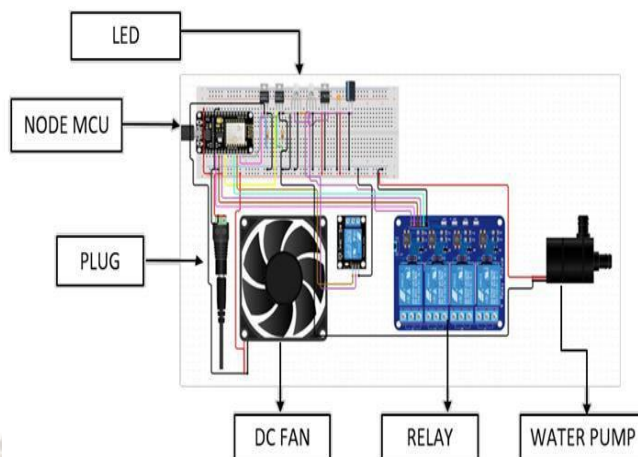 LED
NODE MCU
PLUG
DC FAN
RELAY
WATER PUMP